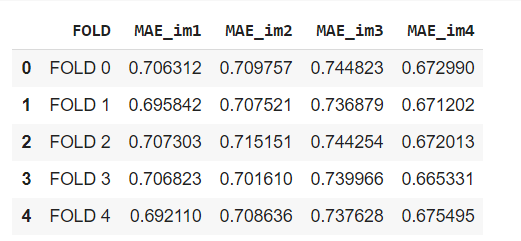 FOLD MAE_im1 MAE_im2 MAE_im3 MAE_im4
0 FOLD 0 0.706312 0.709757 0.744823 0.672990
1 FOLD 1 0.695842 0.707521 0.736879 0.671202
2 FOLD 2 0.707303 0.715151 0.744254 0.672013
3 FOLD 3 0.706823 0.701610 0.739966 0.665331
4 FOLD 4 0.692110 0.708636 0.737628 0.675495